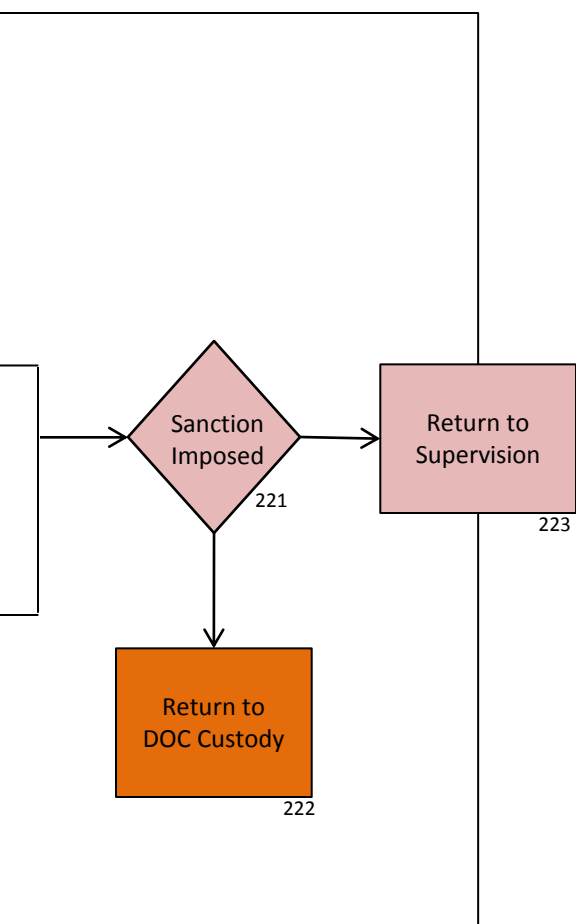 Sanction
Imposed
221
Return to
Supervision
223
Return to
DOC Custody
222